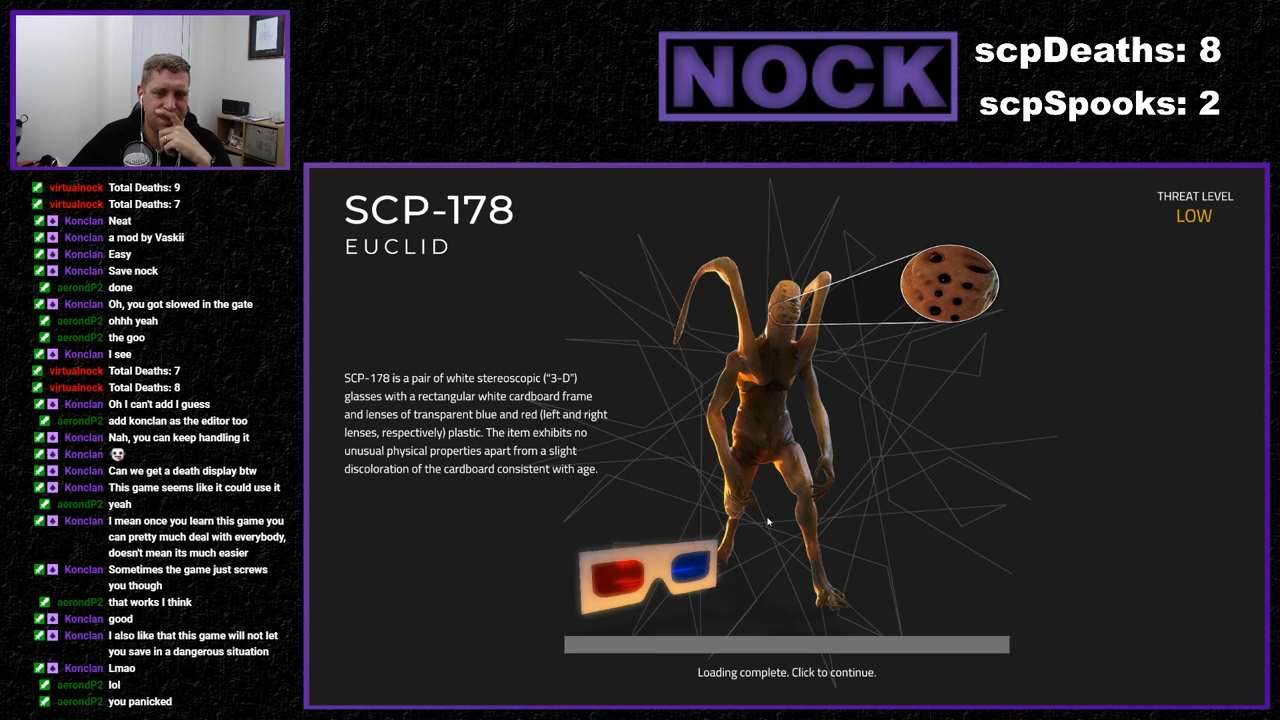 NOCK
scpDeaths: 8
scpSpooks: 2
virtualnock Total Deaths: 9
virtualnock Total Deaths: 7
Konclan Neat
Konclan a mod by Vaskii
Konclan Easy
Konclan Save nock
aerondP2 done
Konclan Oh, you got slowed in the gate
aerondP2 ohhh yeah
aerondP2 the goo
Konclan I see
virtualnock Total Deaths: 7
virtualnock Total Deaths: 8
Konclan Oh I can't add I guess
aerondP2 add konclan as the editor too
Konclan Nah, you can keep handling it
Konclan
Konclan Can we get a death display btw
Konclan This game seems like it could use it
aerondP2 yeah
Konclan I mean once you learn this game you
can pretty much deal with everybody,
doesn't mean its much easier
Konclan Sometimes the game just screws
you though
aerondP2 that works I think
Konclan good
Konclan I also like that this game will not let
you save in a dangerous situation
Konclan Lmao
aerondP2 lol
aerondP2 you panicked
SCP-178
EUCLID
THREAT LEVEL
LOW
SCP-178 is a pair of white stereoscopic ("3-D")
glasses with a rectangular white cardboard frame
and lenses of transparent blue and red (left and right
lenses, respectively) plastic. The item exhibits no
unusual physical properties apart from a slight
discoloration of the cardboard consistent with age.
Loading complete. Click to continue.